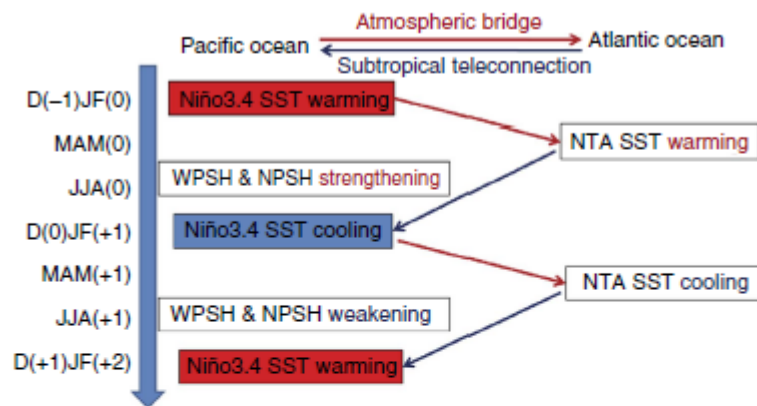 Atmospheric bridge
Pacific ocean
Atlantic ocean
Subtropical teleconnection
D(−1)JF(0)
Niño3.4 SST warming
MAM(0)
NTA SST warming
JJA(0)
WPSH & NPSH strengthening
D(0)JF(+1)
Niño3.4 SST cooling
MAM(+1)
NTA SST cooling
JJA(+1)
WPSH & NPSH weakening
D(+1)JF(+2)
Niño3.4 SST warming